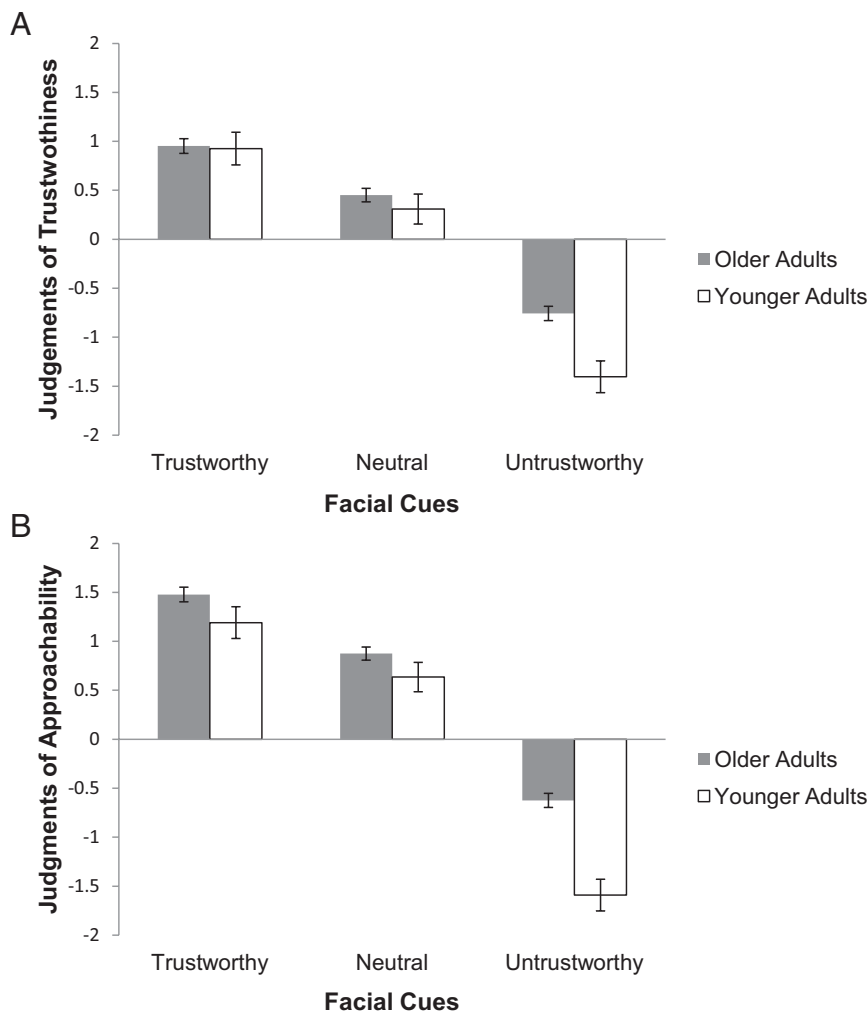 A
2
1.5
1
0.5
0
-0.5
-1
-1.5
-2
Judgements of Trustwothiness
Older Adults
Younger Adults
Trustworthy Neutral Untrustworthy
Facial Cues
B
2
1.5
1
0.5
0
-0.5
-1
-1.5
-2
Judgments of Approachability
Older Adults
Younger Adults
Trustworthy Neutral Untrustworthy
Facial Cues